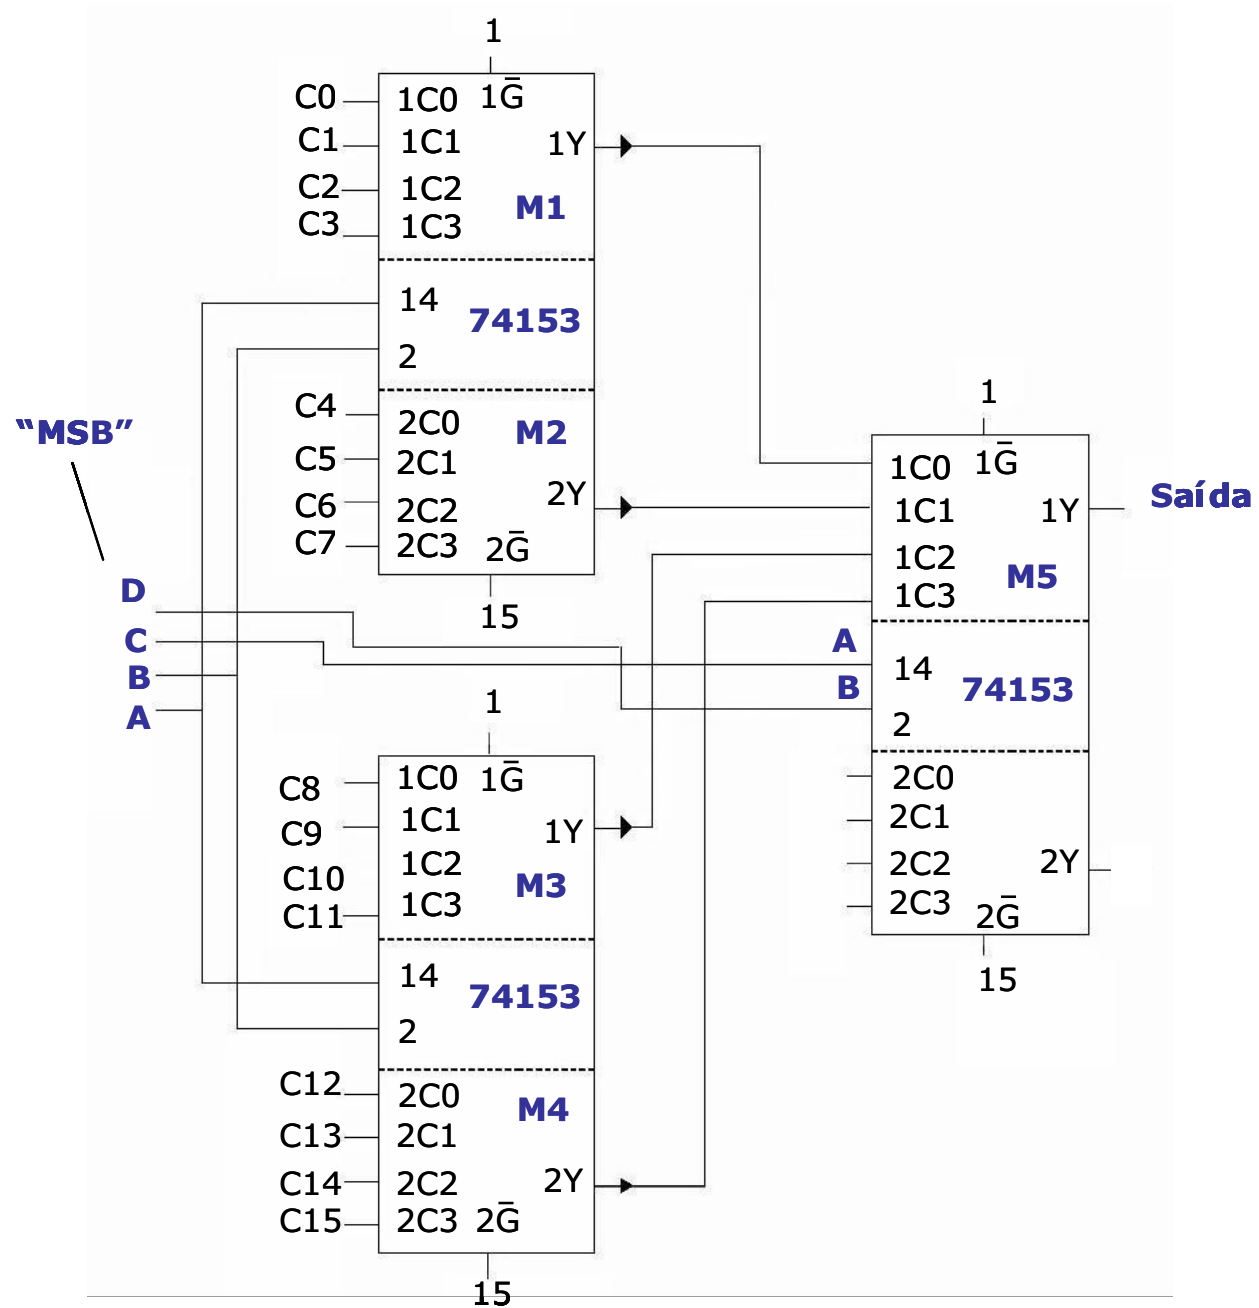 1
C0 1C0 1G̅
C1 1C1 1Y
C2 1C2 M1
C3 1C3
14 74153
2
C4 2C0 M2
C5 2C1
C6 2C2 2Y
C7 2C3 2G̅
15
“MSB”
D
C
B
A
1
C8 1C0 1G̅
C9 1C1 1Y
C10 1C2 M3
C11 1C3
14 74153
2
C12 2C0 M4
C13 2C1
C14 2C2 2Y
C15 2C3 2G̅
15
1
1C0 1G̅
1C1 1Y Saída
1C2 M5
1C3
A 14 74153
B 2
2C0
2C1
2C2 2Y
2C3 2G̅
15